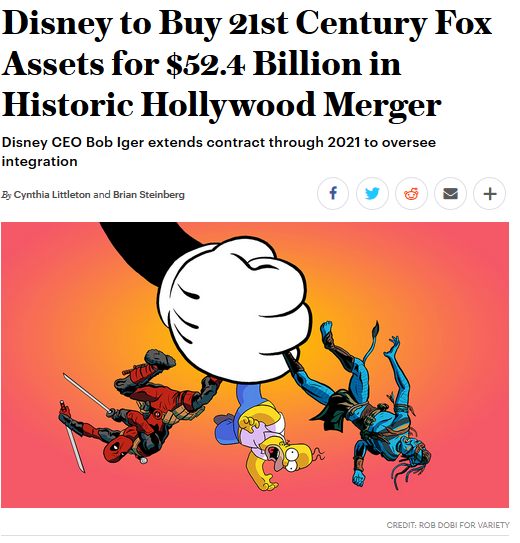 Disney to Buy 21st Century Fox
Assets for $52.4 Billion in
Historic Hollywood Merger
Disney CEO Bob Iger extends contract through 2021 to oversee
integration
By Cynthia Littleton and Brian Steinberg
CREDIT: ROB DOBI FOR VARIETY